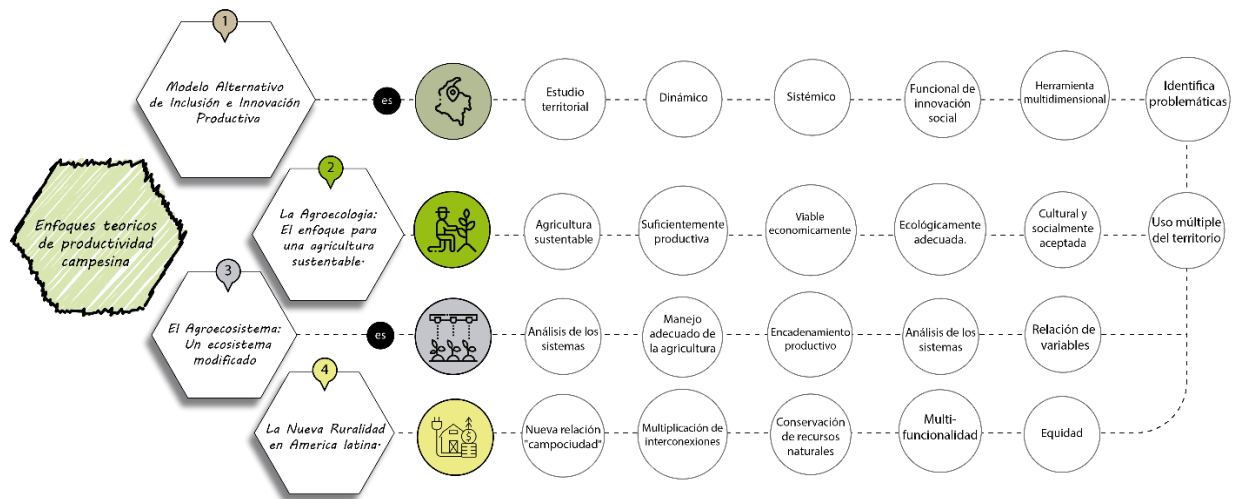 Enfoques teoricos
de productividad
campesina
1
Modelo Alternativo
de Inclusión e Innovación
Productiva
es
Estudio
territorial
Dinámico
Sistémico
Funcional de
innovación
social
Herramienta
multidimensional
Identifica
problemáticas
2
La Agroecologia:
El enfoque para
una agricultura
sustentable.
Agricultura
sustentable
Suficientemente
productiva
Viable
economicamente
Ecológicamente
adecuada.
Cultural y
socialmente
aceptada
Uso múltiple
del territorio
3
El Agroecosistema:
Un ecosistema
modificado
es
Análisis de los
sistemas
Manejo
adecuado de
la agricultura
Encadenamiento
productivo
Análisis de los
sistemas
Relación de
variables
4
La Nueva Ruralidad
en America latina.
$
Nueva relación
"campociudad"
Multiplicación de
interconexiones
Conservación
de recursos
naturales
Multi-
funcionalidad
Equidad